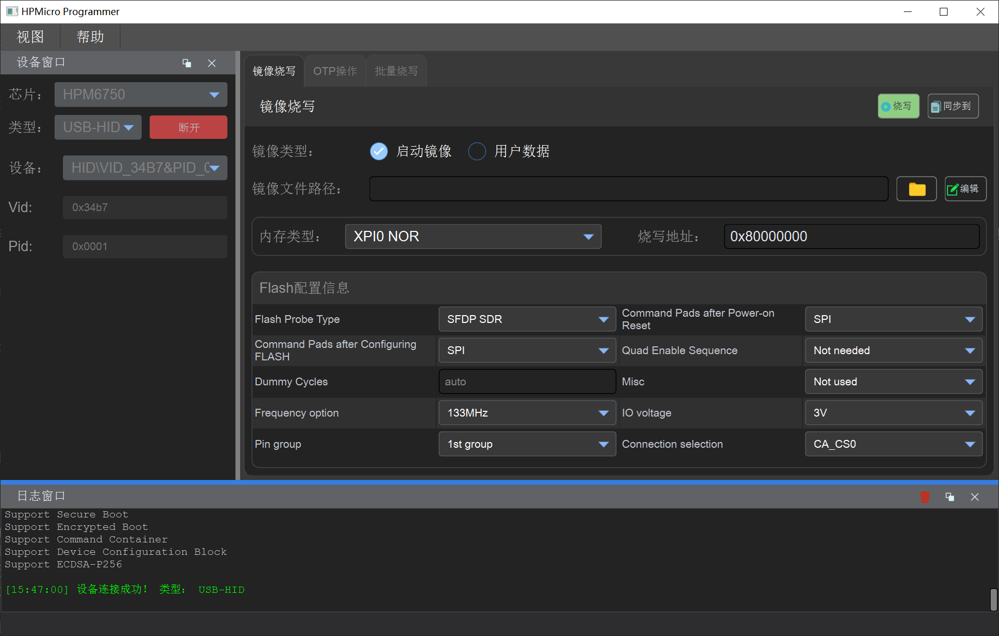 HPMicro Programmer
视图 帮助
设备窗口
芯片： HPM6750
类型： USB-HID 断开
设备： HID\VID_34B7&PID_0
Vid: 0x34b7
Pid: 0x0001
镜像烧写 OTP操作 批量烧写
镜像烧写 烧写 同步到
镜像类型： 启动镜像 用户数据
镜像文件路径： 编辑
内存类型： XPI0 NOR 烧写地址： 0x80000000
Flash配置信息
Flash Probe Type SFDP SDR
Command Pads after Power-on
Reset
SPI
Command Pads after Configuring
FLASH
SPI
Quad Enable Sequence Not needed
Dummy Cycles auto Misc Not used
Frequency option 133MHz IO voltage 3V
Pin group 1st group Connection selection CA_CS0
日志窗口
Support Secure Boot
Support Encrypted Boot
Support Command Container
Support Device Configuration Block
Support ECDSA-P256
[15:47:00] 设备连接成功！ 类型： USB-HID